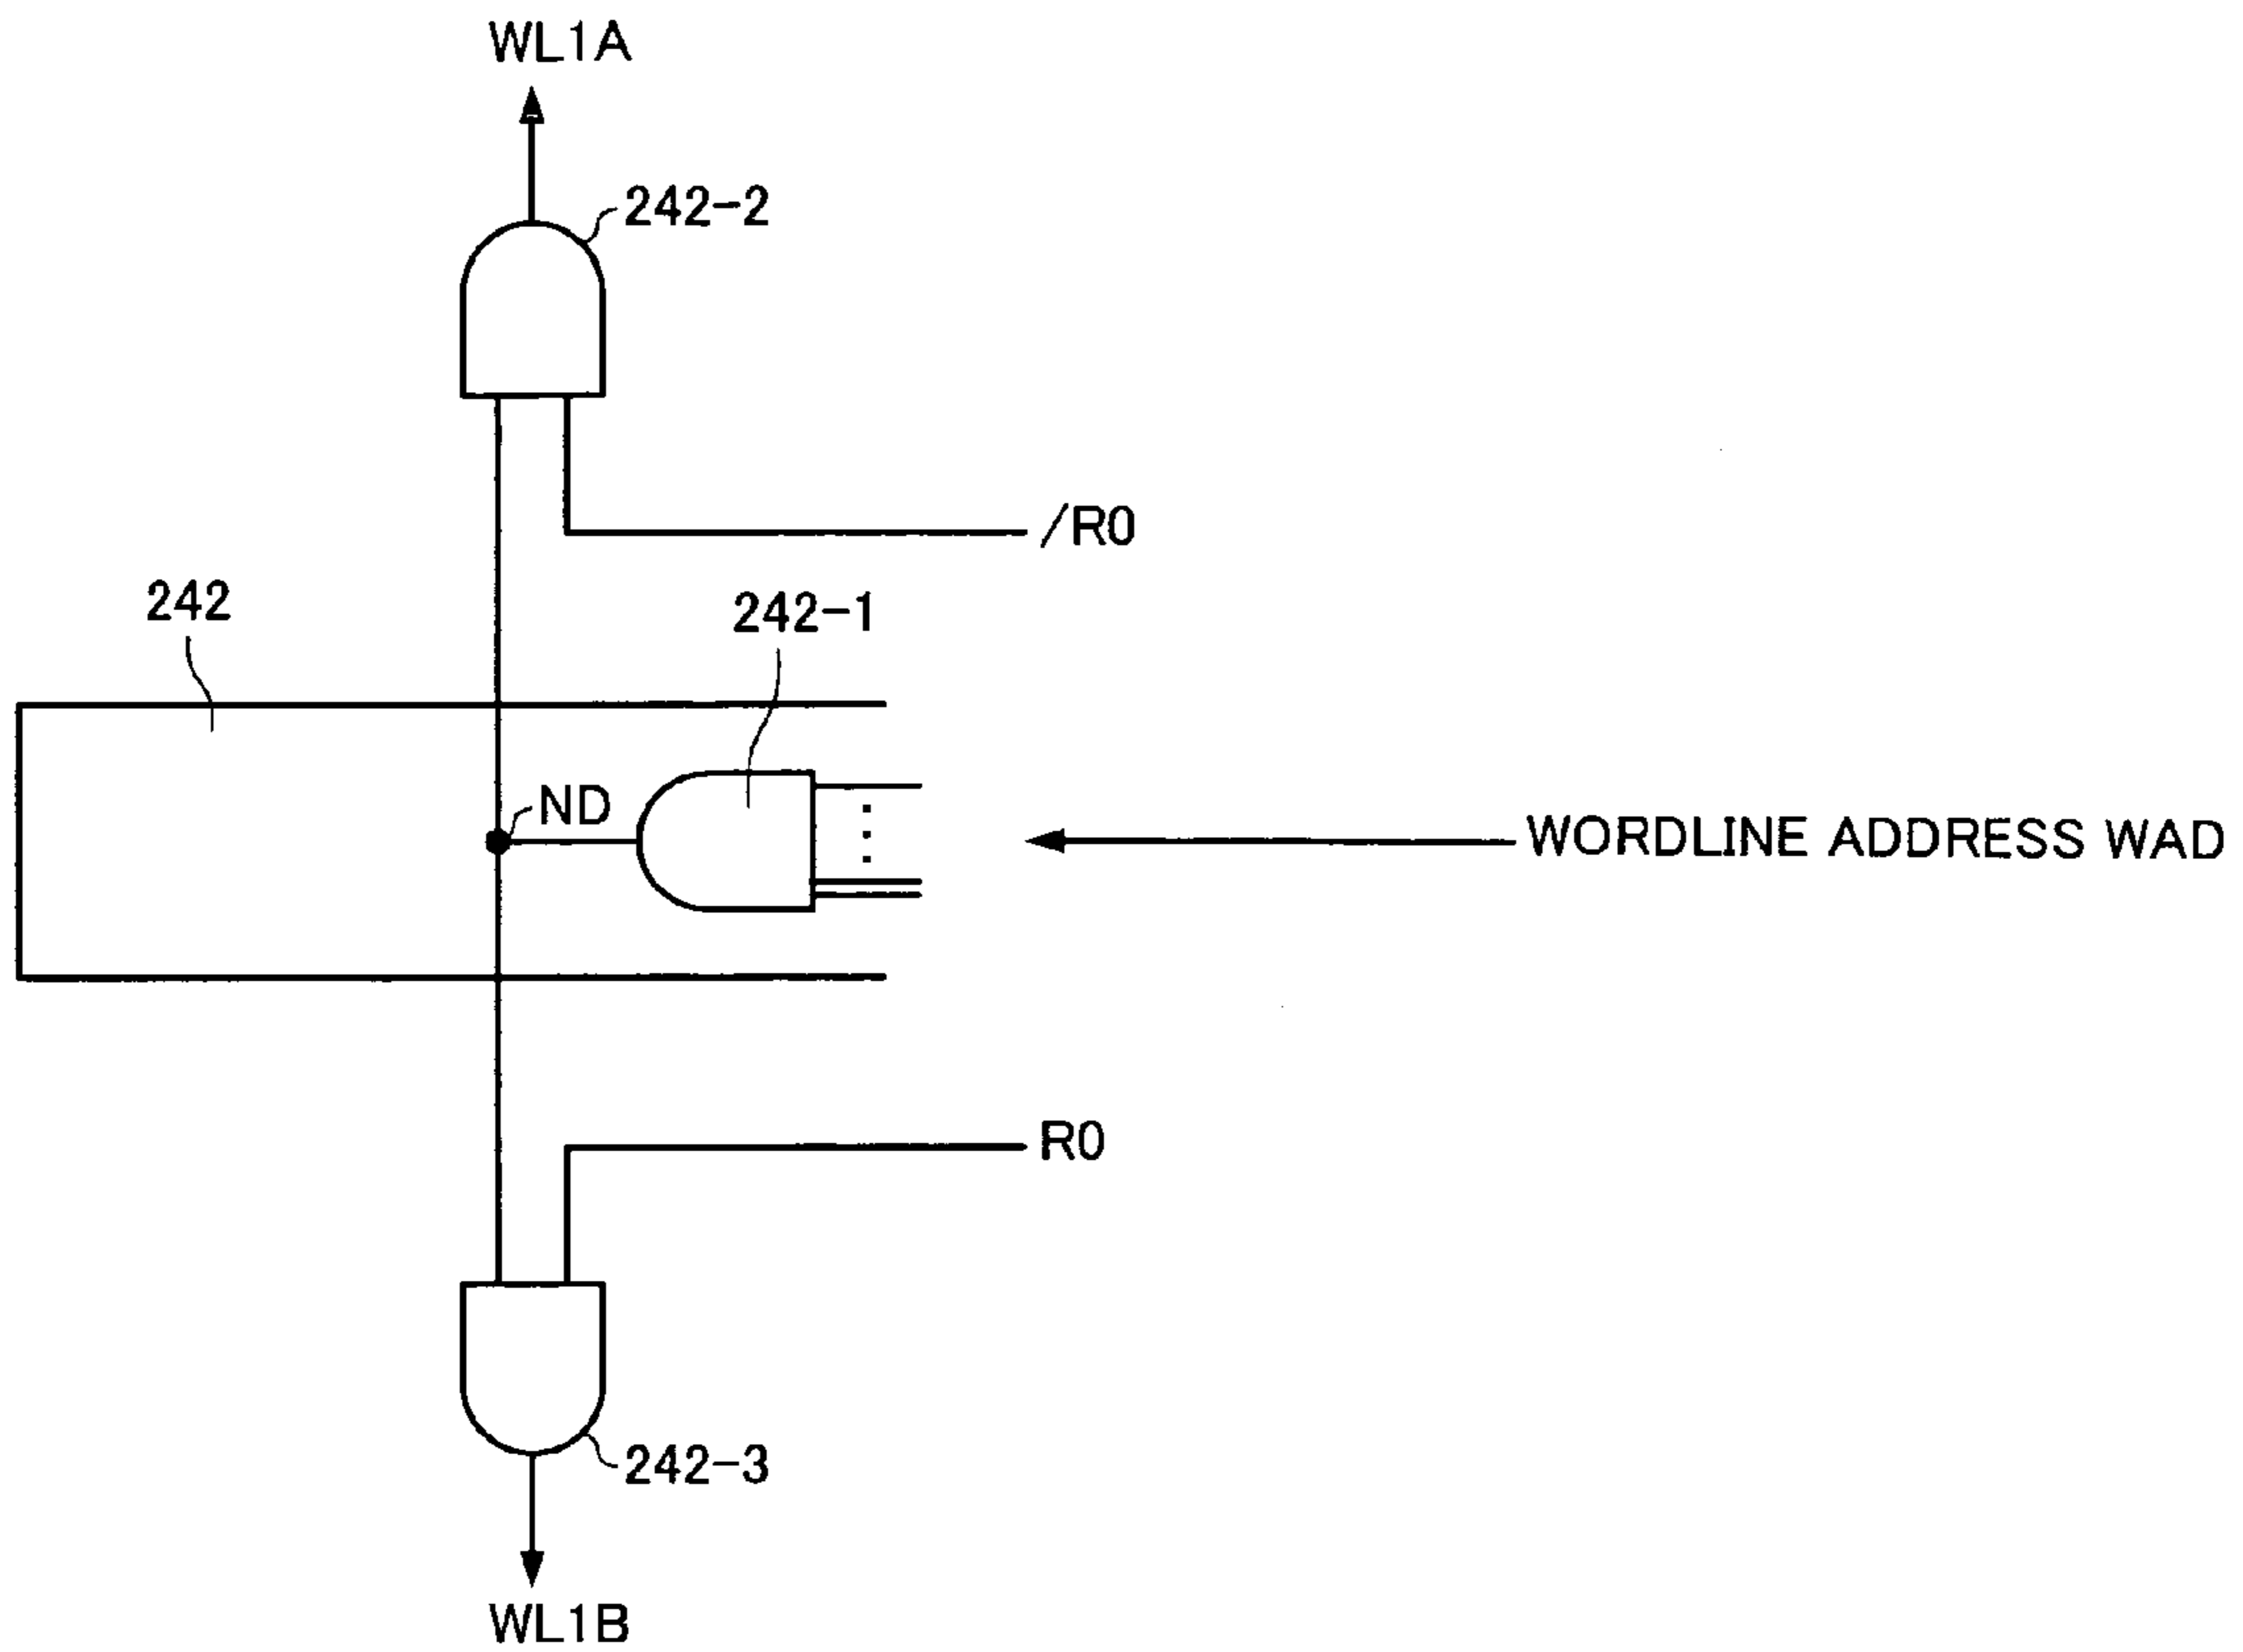 WL1A
242-2
/R0
242
242-1
ND
WORDLINE ADDRESS WAD
R0
242-3
WL1B